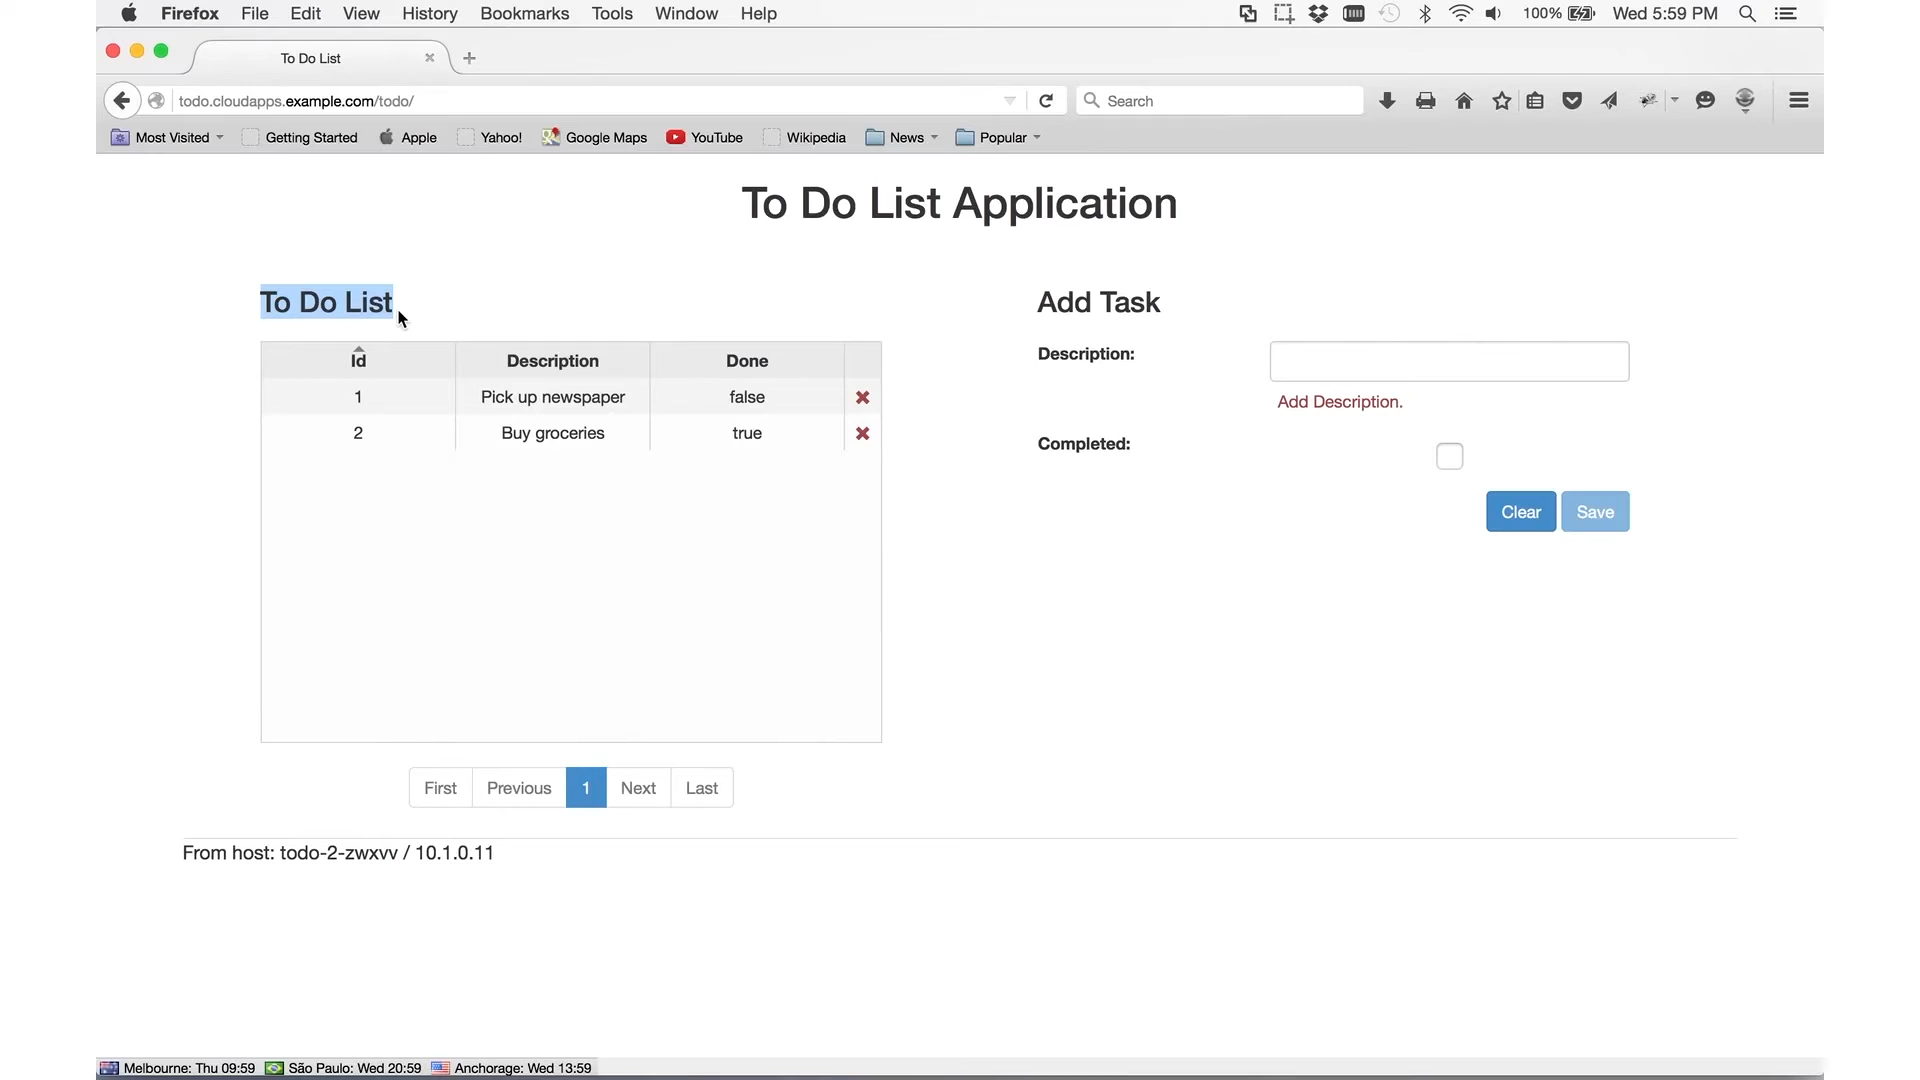 Firefox File Edit View History Bookmarks Tools Window Help 100% Wed 5:59 PM
To Do List
todo.cloudapps.example.com/todo/ Search
Most Visited Getting Started Apple Yahoo! Google Maps YouTube Wikipedia News Popular
To Do List Application
To Do List
Id Description Done
1 Pick up newspaper false
2 Buy groceries true
First Previous 1 Next Last
Add Task
Description:
Add Description.
Completed:
Clear Save
From host: todo-2-zwxvv / 10.1.0.11
Melbourne: Thu 09:59 São Paulo: Wed 20:59 Anchorage: Wed 13:59